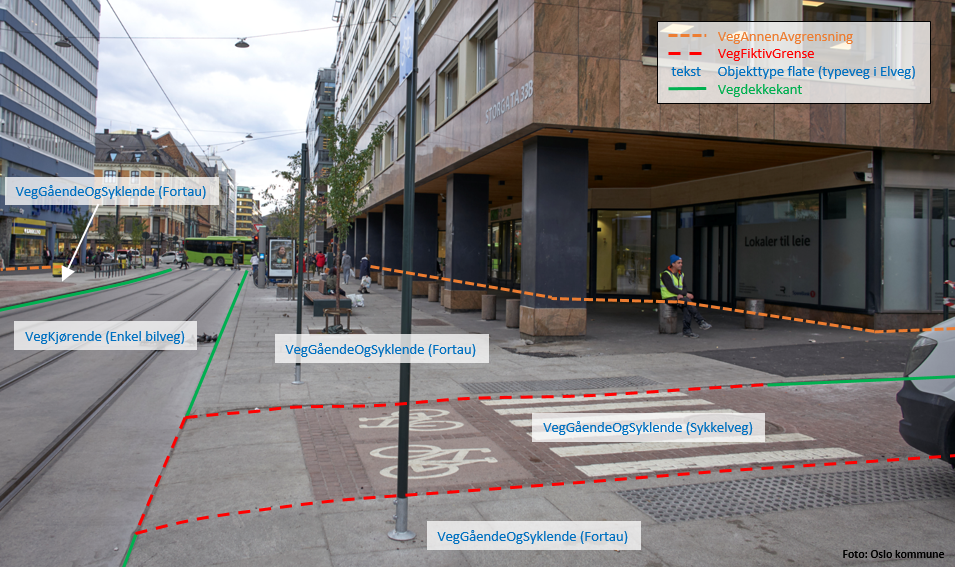 VegAnnenAvgrensning
VegFiktivGrense
tekst Objekttype flate (typeveg i Elveg)
Vegdekkekant
STORGATA 33B
VegGåendeOgSyklende (Fortau)
Lokaler til leie
VegKjørende (Enkel bilveg)
VegGåendeOgSyklende (Fortau)
VegGåendeOgSyklende (Sykkelveg)
VegGåendeOgSyklende (Fortau)
Foto: Oslo kommune